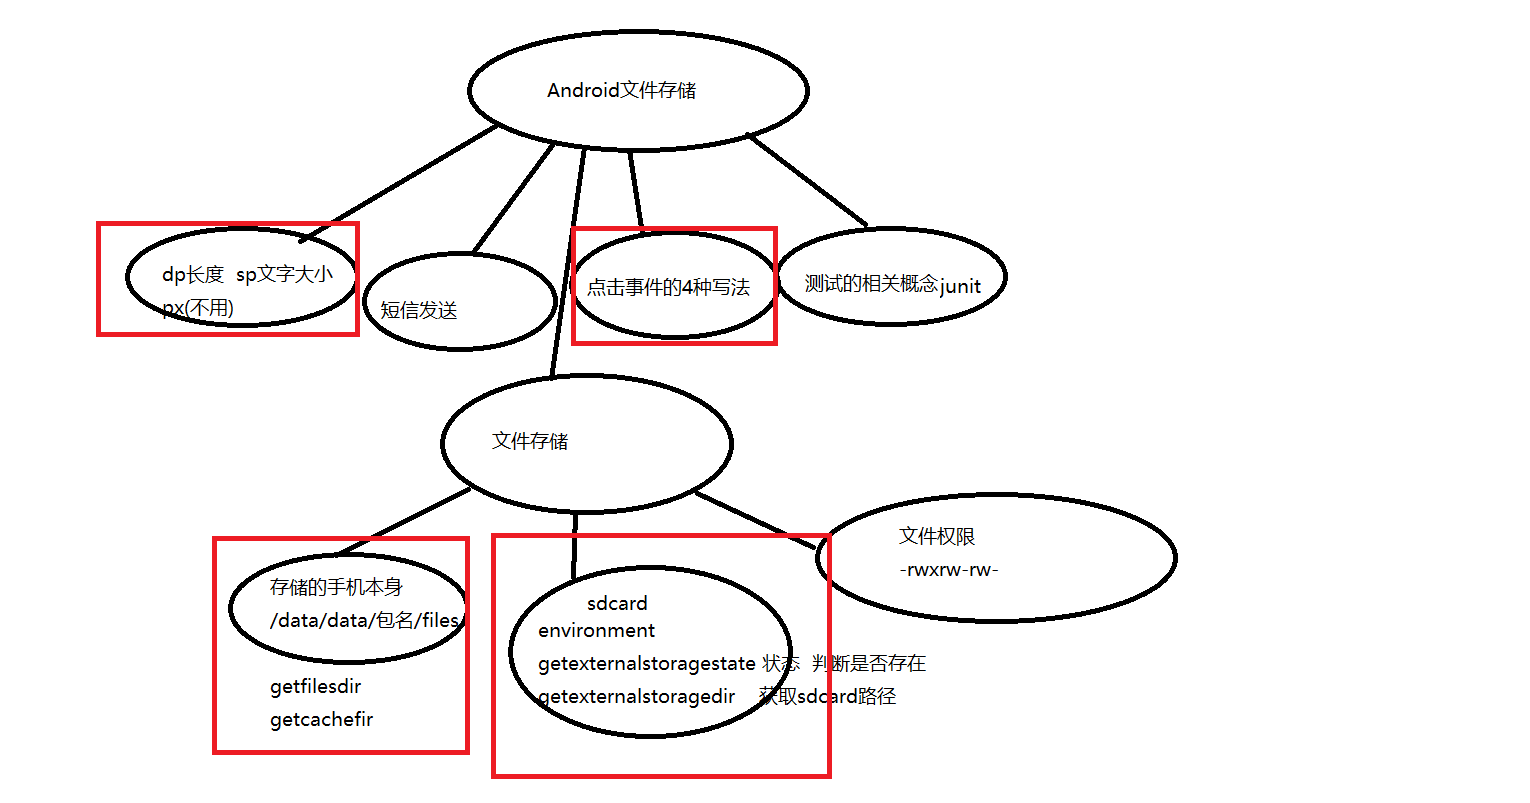 Android文件存储
dp长度 sp文字大小
px(不用)
短信发送
点击事件的4种写法
测试的相关概念junit
文件存储
存储的手机本身
/data/data/包名/files
getfilesdir
getcachefir
sdcard
environment
getexternalstoragestate 状态 判断是否存在
getexternalstoragedir 获取sdcard路径
文件权限
-rwxrw-rw-